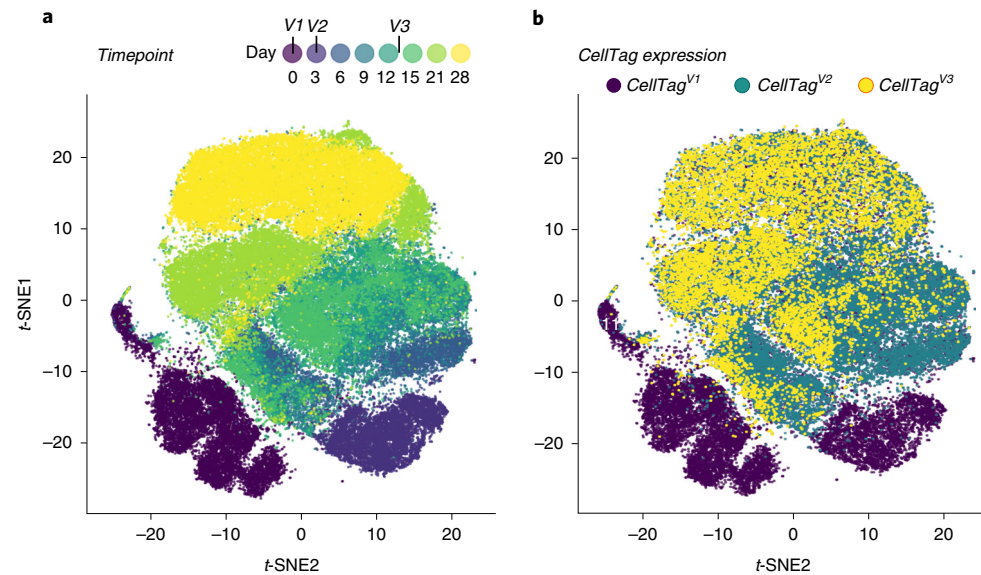 a
V1 V2 V3
Timepoint
Day
0 3 6 9 12 15 21 28
20
10
0
–10
–20
t-SNE1
–20 –10 0 10 20
t-SNE2
b
CellTag expression
CellTagV1 CellTagV2 CellTagV3
20
10
0
–10
–20
–20 –10 0 10 20
t-SNE2